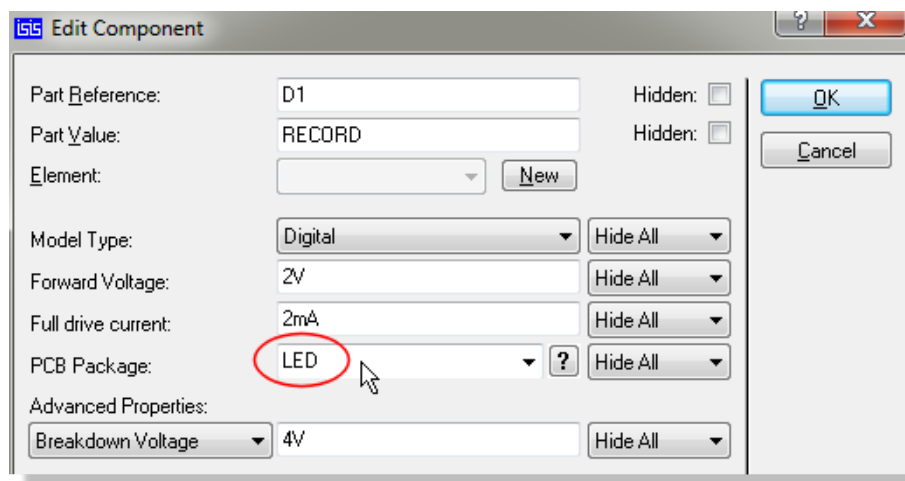 isis Edit Component ? X
Part Reference: D1 Hidden: OK
Part Value: RECORD Hidden: Cancel
Element: New
Model Type: Digital Hide All
Forward Voltage: 2V Hide All
Full drive current: 2mA Hide All
PCB Package: LED ? Hide All
Advanced Properties:
Breakdown Voltage 4V Hide All